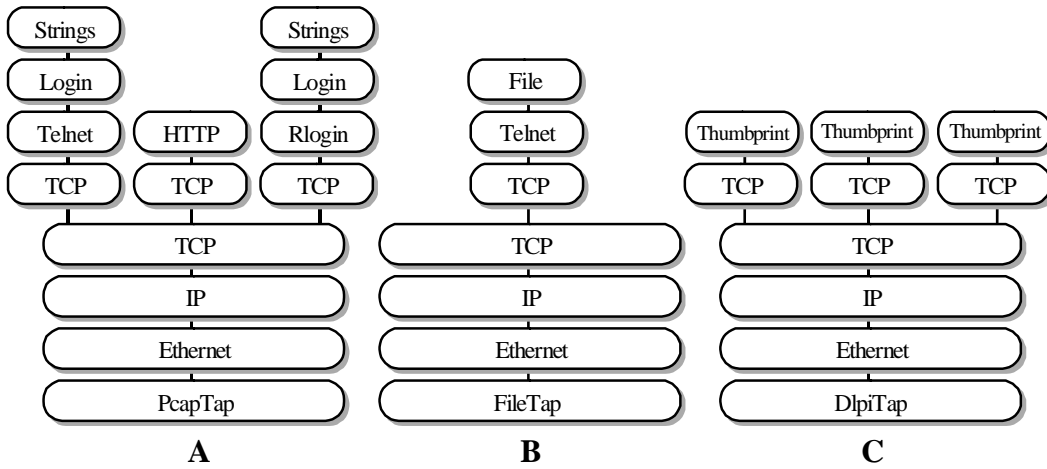 Strings Strings
Login Login File
Telnet HTTP Rlogin Telnet Thumbprint Thumbprint Thumbprint
TCP TCP TCP TCP TCP TCP TCP
TCP TCP TCP
IP IP IP
Ethernet Ethernet Ethernet
PcapTap FileTap DlpiTap
A B C